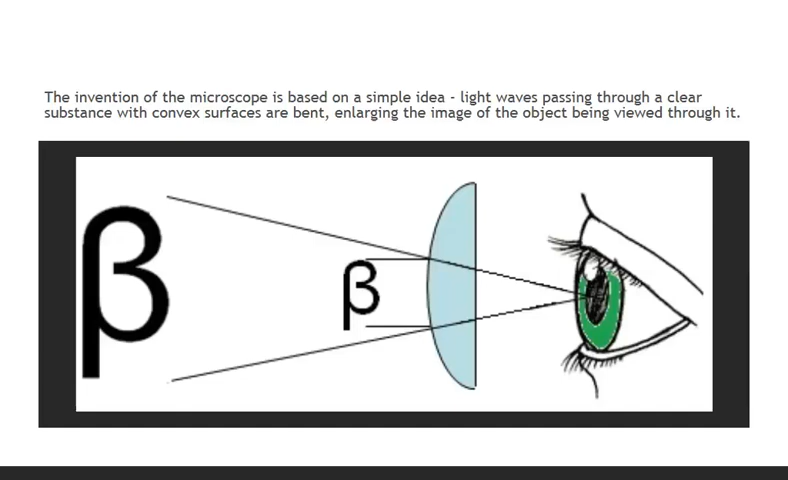 The invention of the microscope is based on a simple idea - light waves passing through a clear
substance with convex surfaces are bent, enlarging the image of the object being viewed through it.
β β